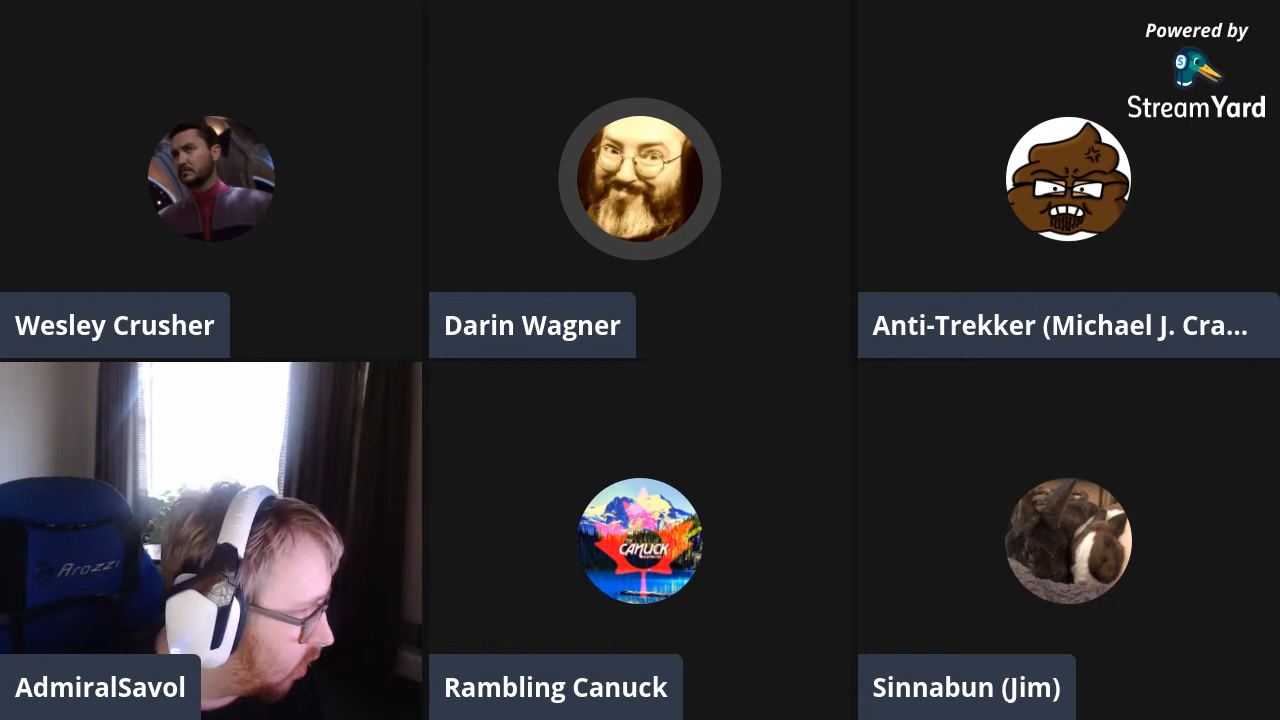 Powered by
StreamYard
Wesley Crusher
Darin Wagner
Anti-Trekker (Michael J. Cra...
Arozzi
CANUCK
AdmiralSavol
Rambling Canuck
Sinnabun (Jim)